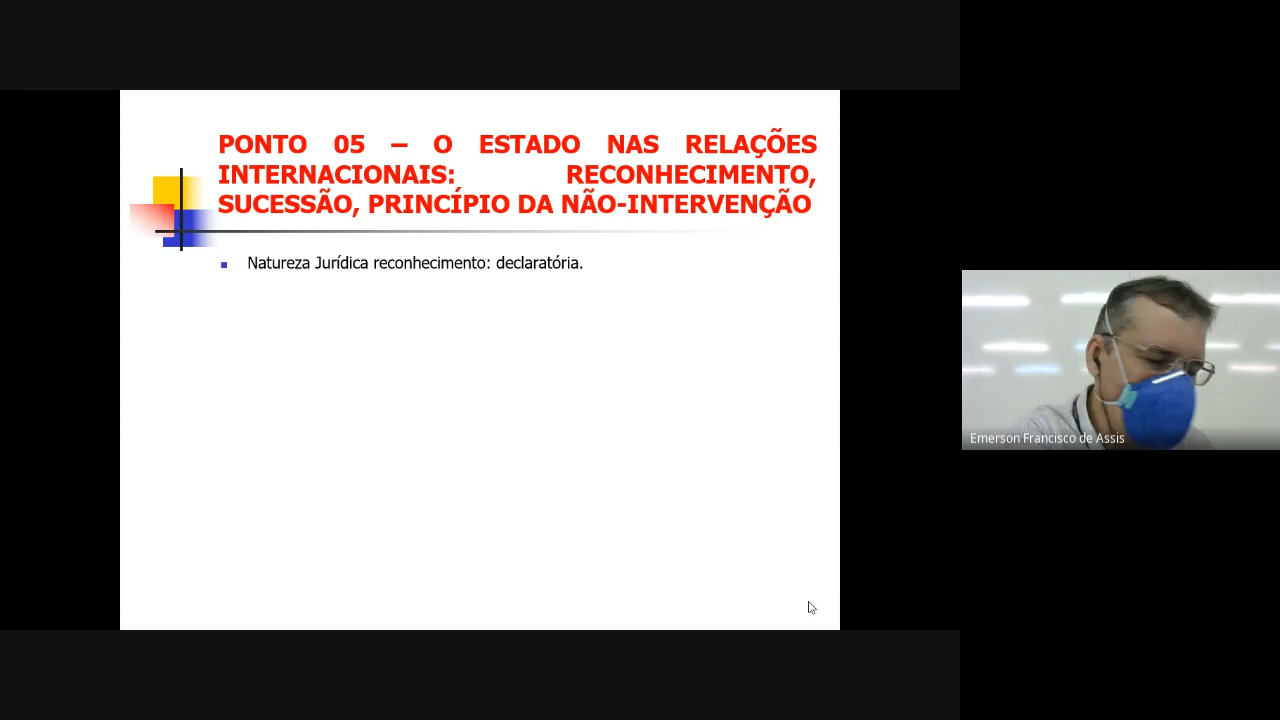 PONTO 05 – O ESTADO NAS RELAÇÕES
INTERNACIONAIS: RECONHECIMENTO,
SUCESSÃO, PRINCÍPIO DA NÃO-INTERVENÇÃO
Natureza Jurídica reconhecimento: declaratória.
Emerson Francisco de Assis